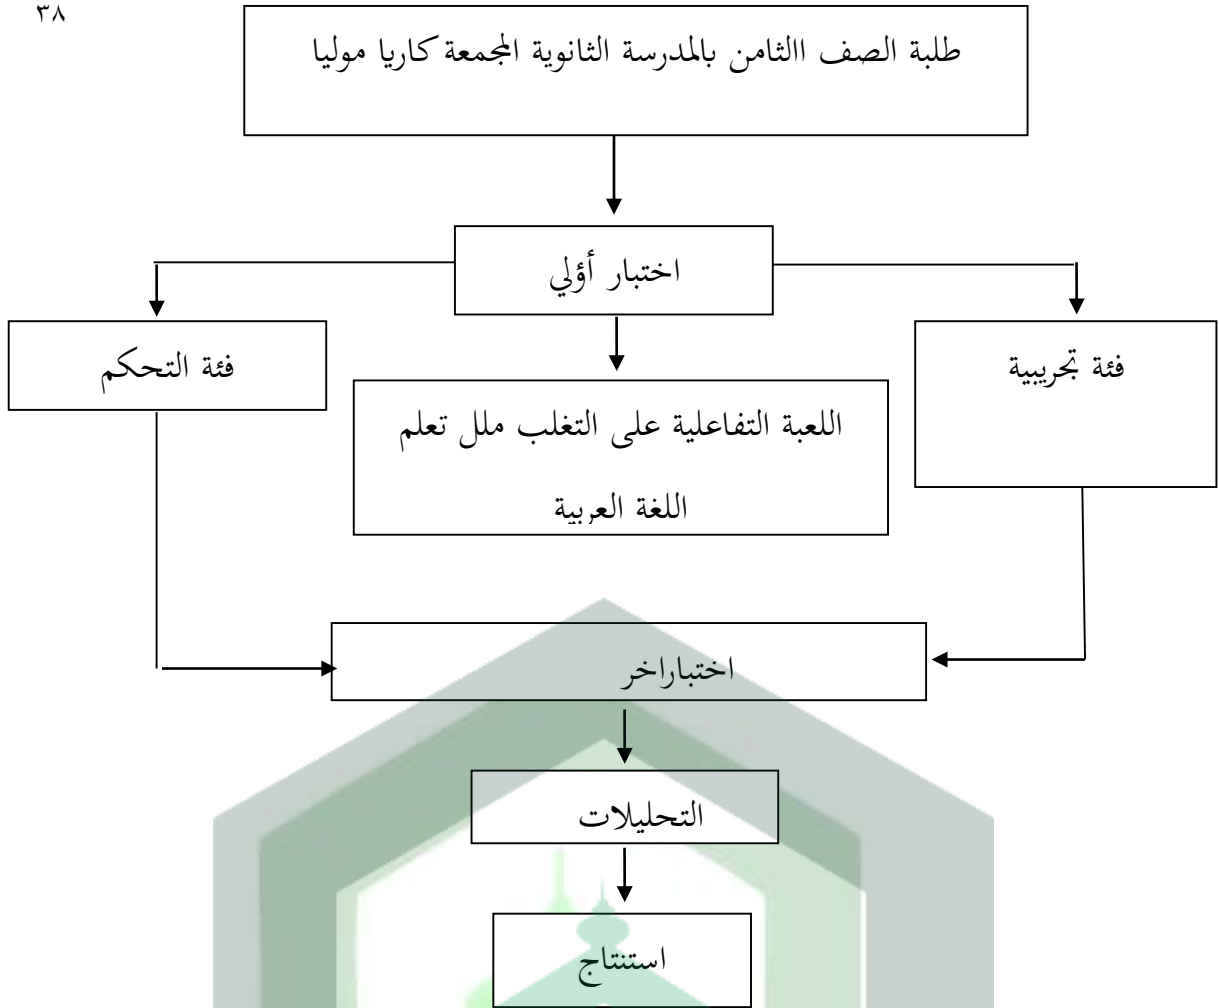 ٣٨
طلبة الصف االثامن بالمدرسة الثانوية المجمعة كاريا موليا
اختبار أؤلي
فئة تجريبية
فئة التحكم
اللعبة التفاعلية على التغلب ملل تعلم
اللغة العربية
اختباراخر
التحليلات
استنتاج